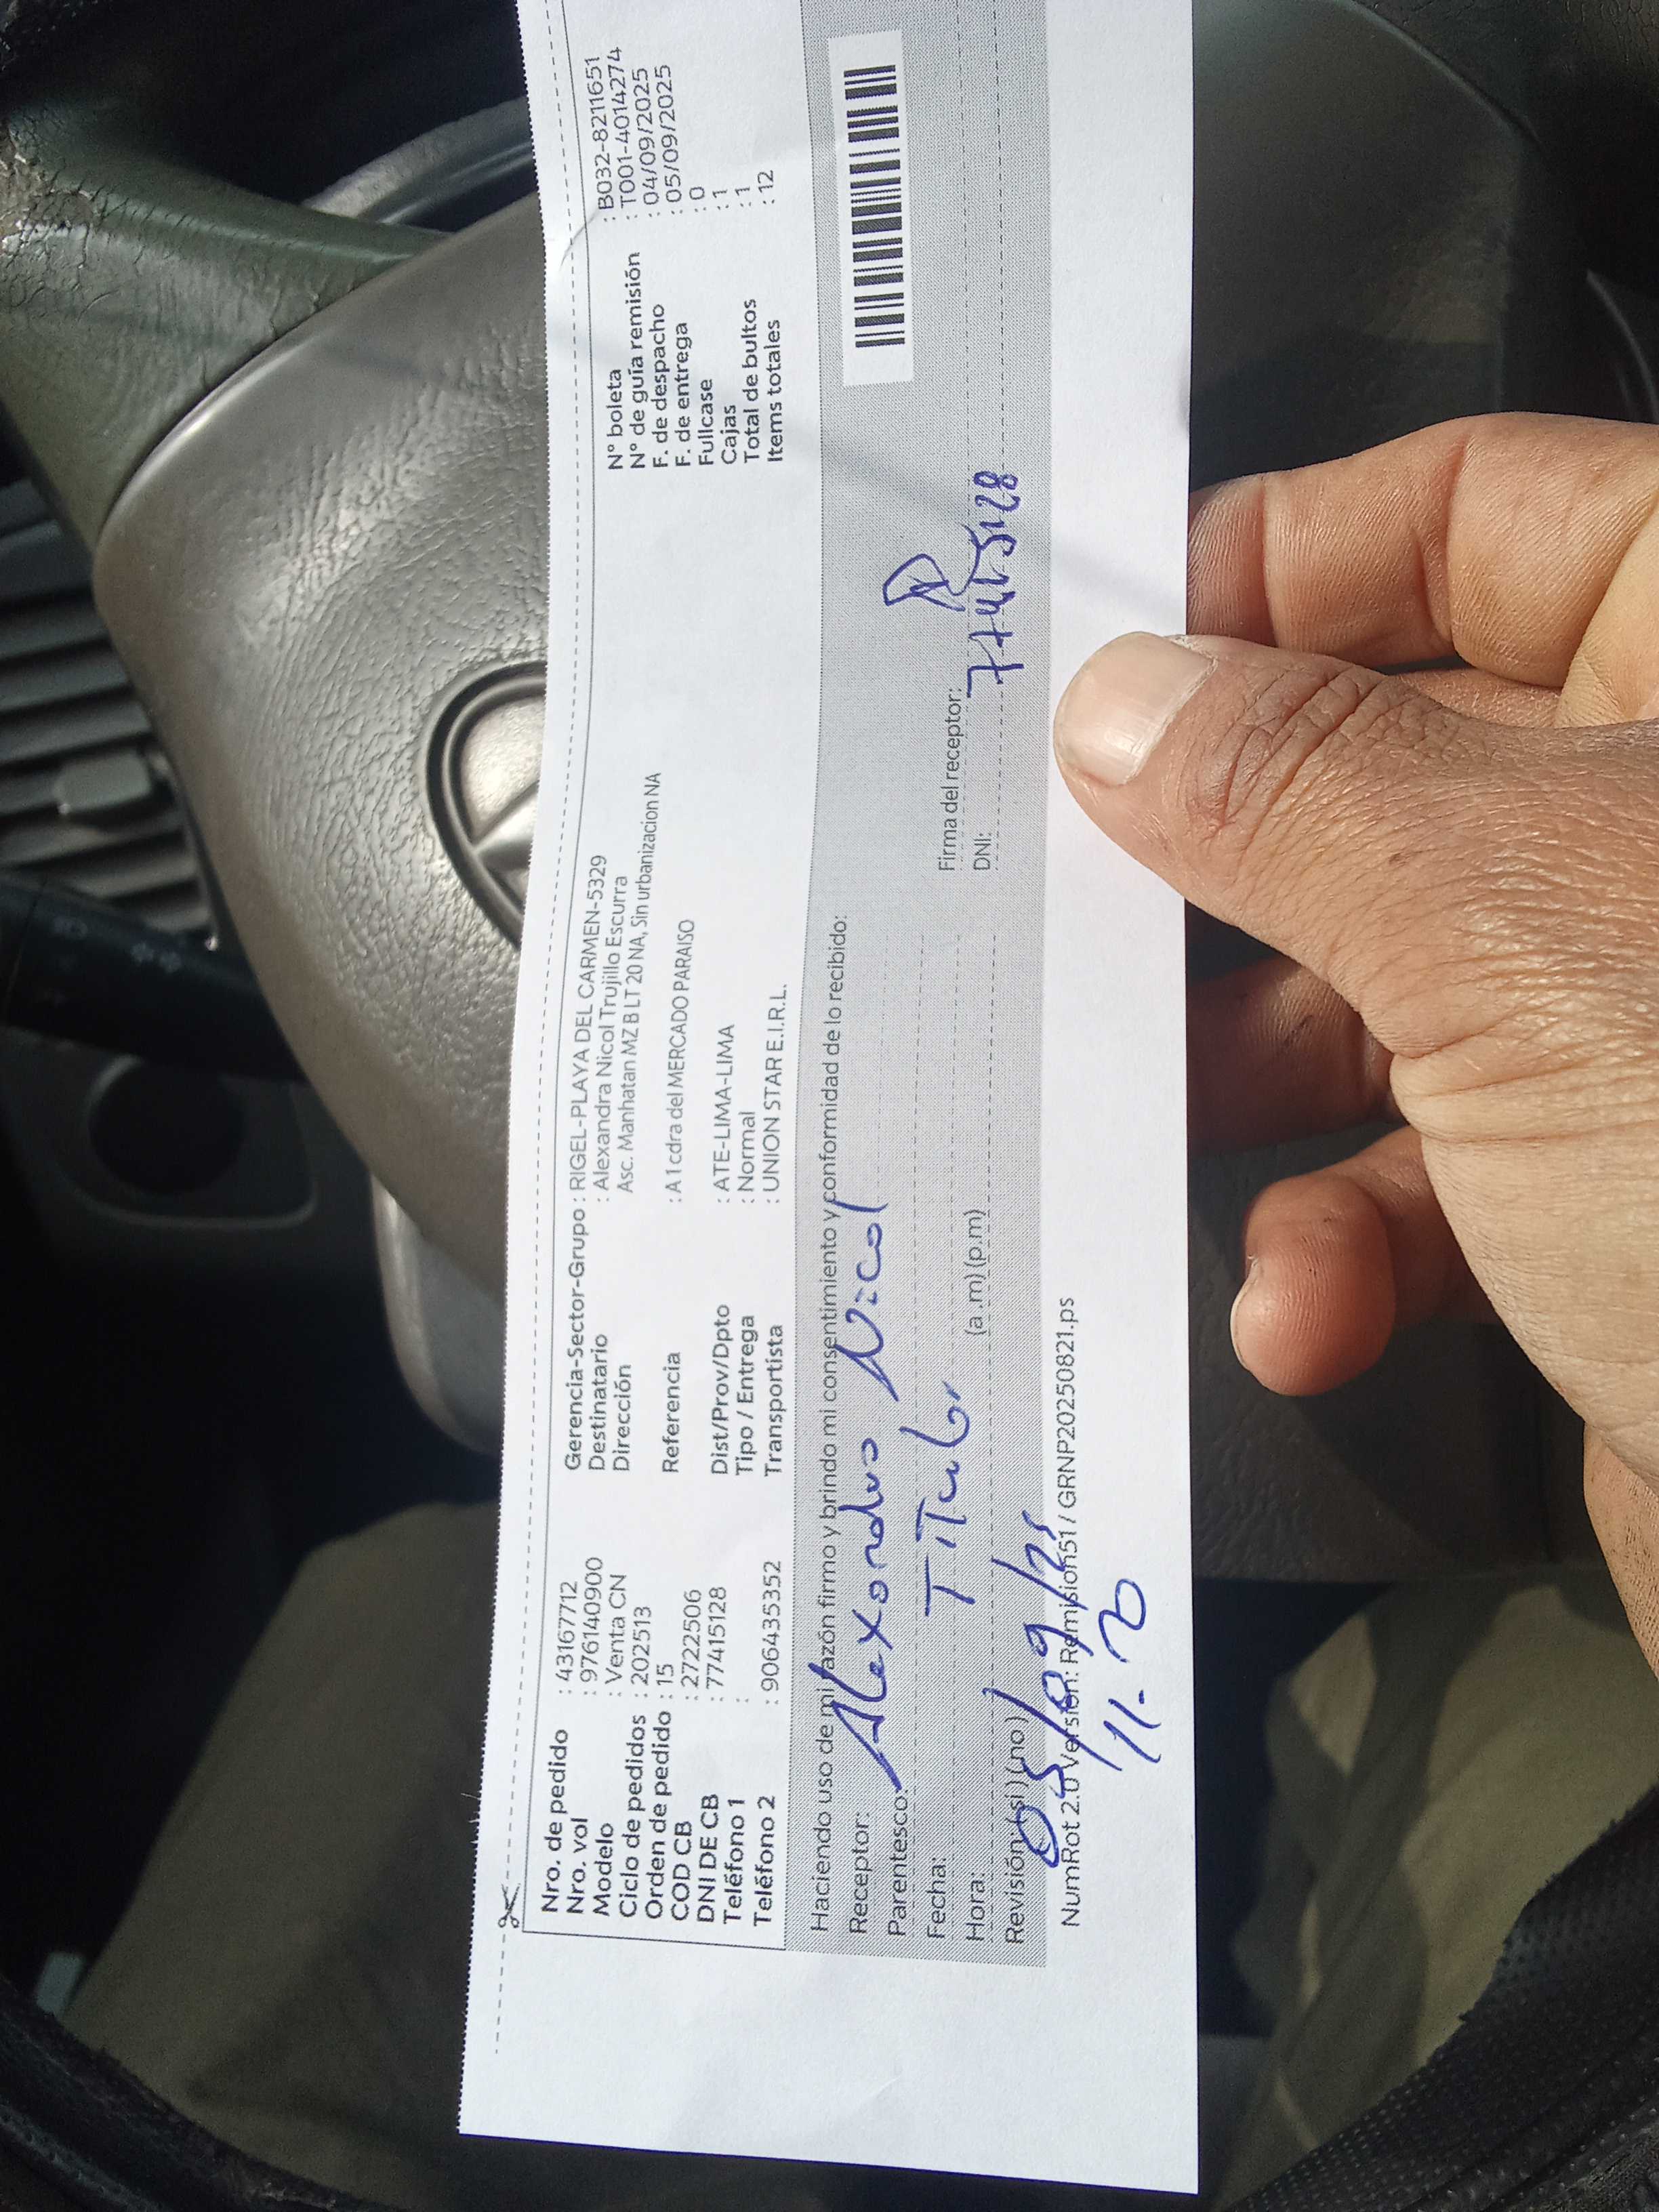 Nro. de pedido : 43167712
Nro. vol : 976140900
Modelo : Venta CN
Ciclo de pedidos : 202513
Orden de pedido : 15
COD CB : 2722506
DNI DE CB : 77415128
Teléfono 1 :
Teléfono 2 : 906435352
Gerencia-Sector-Grupo : RIGEL-PLAYA DEL CARMEN-5329
Destinatario : Alexandra Nicol Trujillo Escurra
Dirección Asc. Manhatan MZ B LT 20 NA, Sin urbanizacion NA
Referencia : A 1 cdra del MERCADO PARAISO
Dist/Prov/Dpto : ATE-LIMA-LIMA
Tipo / Entrega : Normal
Transportista : UNION STAR E.I.R.L.
N° boleta : B032-8211651
N° de guía remisión : T001-4014274
F. de despacho : 04/09/2025
F. de entrega : 05/09/2025
Fullcase : 0
Cajas : 1
Total de bultos : 1
Items totales : 12
Haciendo uso de mi razón firmo y brindo mi consentimiento y conformidad de lo recibido:
Receptor: Alexandra Nicol
Parentesco: Titular
Fecha: 05/09/25
Hora: 11.20 (a.m) (p.m)
Revisión: (si) (no)
Firma del receptor:
DNI: 77415128
NumRot 2.0 Versión: Remision51 / GRNP20250821.ps